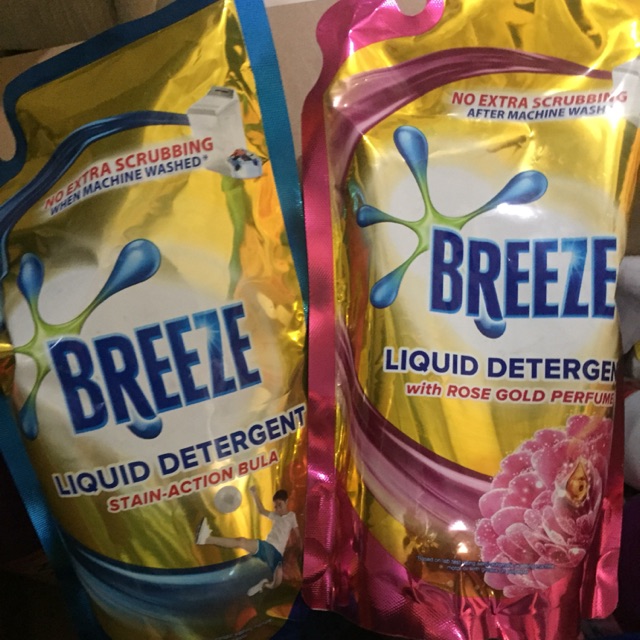 NO EXTRA SCRUBBING
WHEN MACHINE WASHED*
BREEZE
LIQUID DETERGENT
STAIN-ACTION BULA
NO EXTRA SCRUBBING
AFTER MACHINE WASH
BREEZE
LIQUID DETERGEN
with ROSE GOLD PERFUME